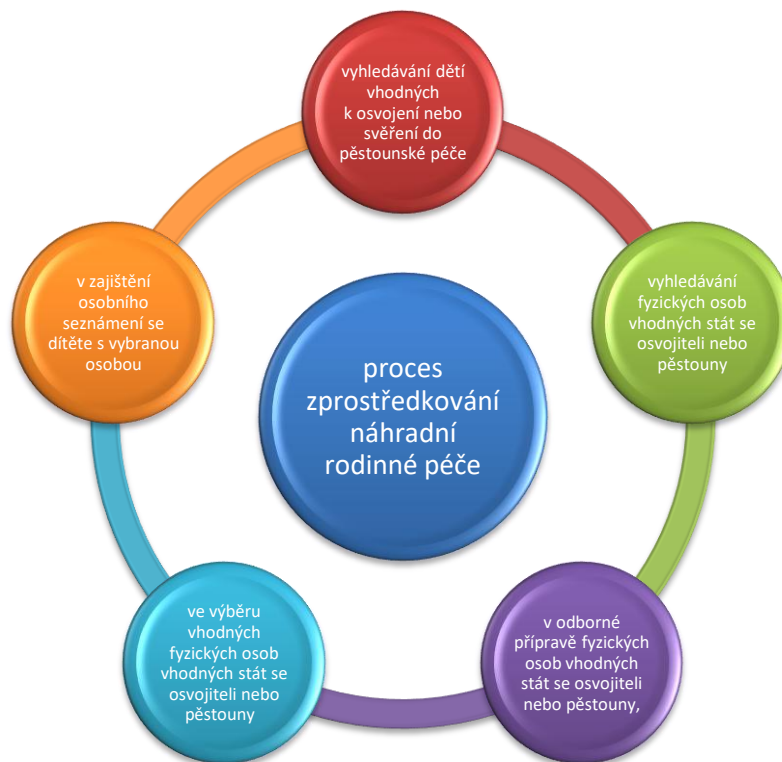 vyhledávání dětí
vhodných
k osvojení nebo
svěření do
pěstounské péče
vyhledávání
fyzických osob
vhodných stát se
osvojiteli nebo
pěstouny
v odborné
přípravě fyzických
osob vhodných
stát se osvojiteli
nebo pěstouny,
ve výběru
vhodných
fyzických osob
vhodných stát se
osvojiteli nebo
pěstouny
v zajištění
osobního
seznámení se
dítěte s vybranou
osobou
proces
zprostředkování
náhradní
rodinné péče